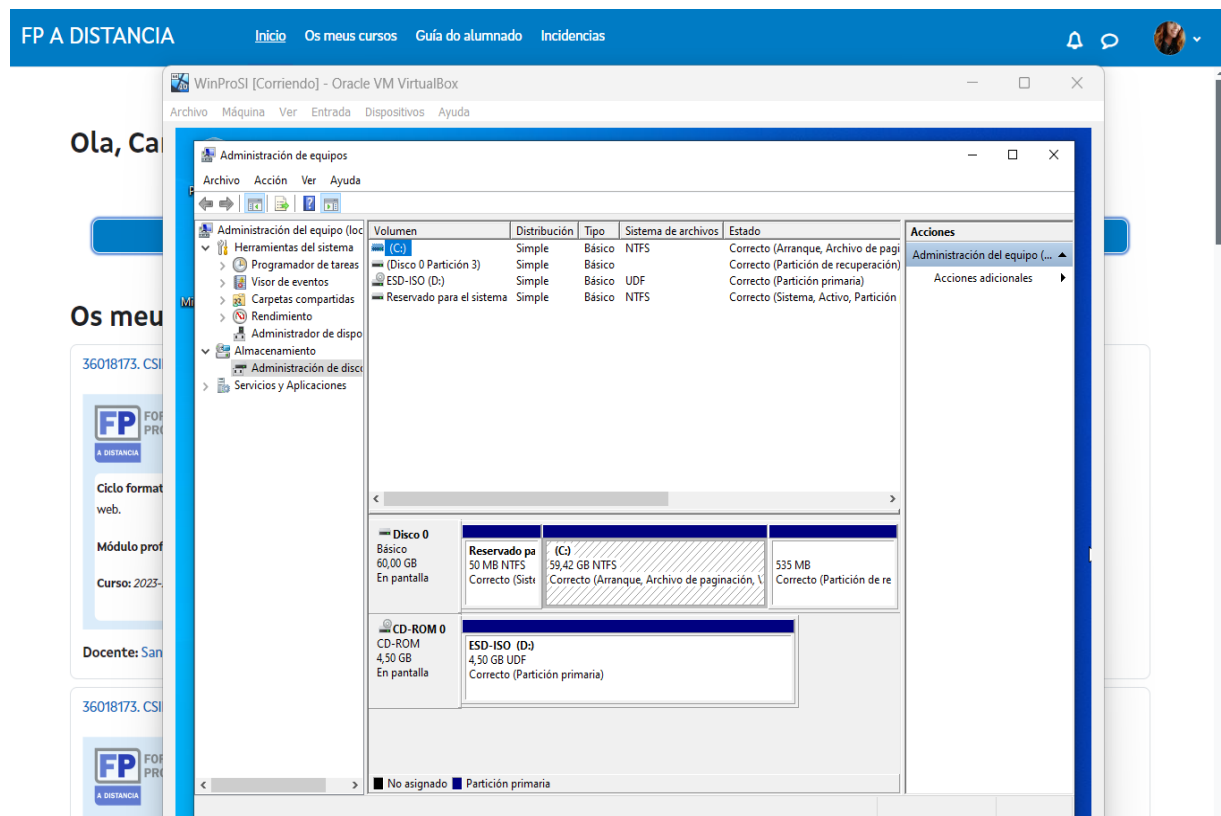 FP A DISTANCIA Inicio Os meus cursos Guía do alumnado Incidencias
WinProSI [Corriendo] - Oracle VM VirtualBox
Archivo Máquina Ver Entrada Dispositivos Ayuda
Ola, Ca
Administración de equipos
Archivo Acción Ver Ayuda
Administración del equipo (loc
Herramientas del sistema
Programador de tareas
Visor de eventos
Carpetas compartidas
Rendimiento
Administrador de dispo
Almacenamiento
Administración de disc
Servicios y Aplicaciones
Volumen Distribución Tipo Sistema de archivos Estado
(C:) Simple Básico NTFS Correcto (Arranque, Archivo de pagi
(Disco 0 Partición 3) Simple Básico Correcto (Partición de recuperación)
ESD-ISO (D:) Simple Básico UDF Correcto (Partición primaria)
Reservado para el sistema Simple Básico NTFS Correcto (Sistema, Activo, Partición
Acciones
Administración del equipo (...
Acciones adicionales
Disco 0
Básico
60,00 GB
En pantalla
Reservado pa
50 MB NTFS
Correcto (Siste
(C:)
59,42 GB NTFS
Correcto (Arranque, Archivo de paginación, \
535 MB
Correcto (Partición de re
CD-ROM 0
CD-ROM
4,50 GB
En pantalla
ESD-ISO (D:)
4,50 GB UDF
Correcto (Partición primaria)
No asignado Partición primaria
Os meu
36018173. CSI
FP FOR
PRO
A DISTANCIA
Ciclo format
web.
Módulo prof
Curso: 2023-
Docente: San
36018173. CSI
FP FOR
PRO
A DISTANCIA